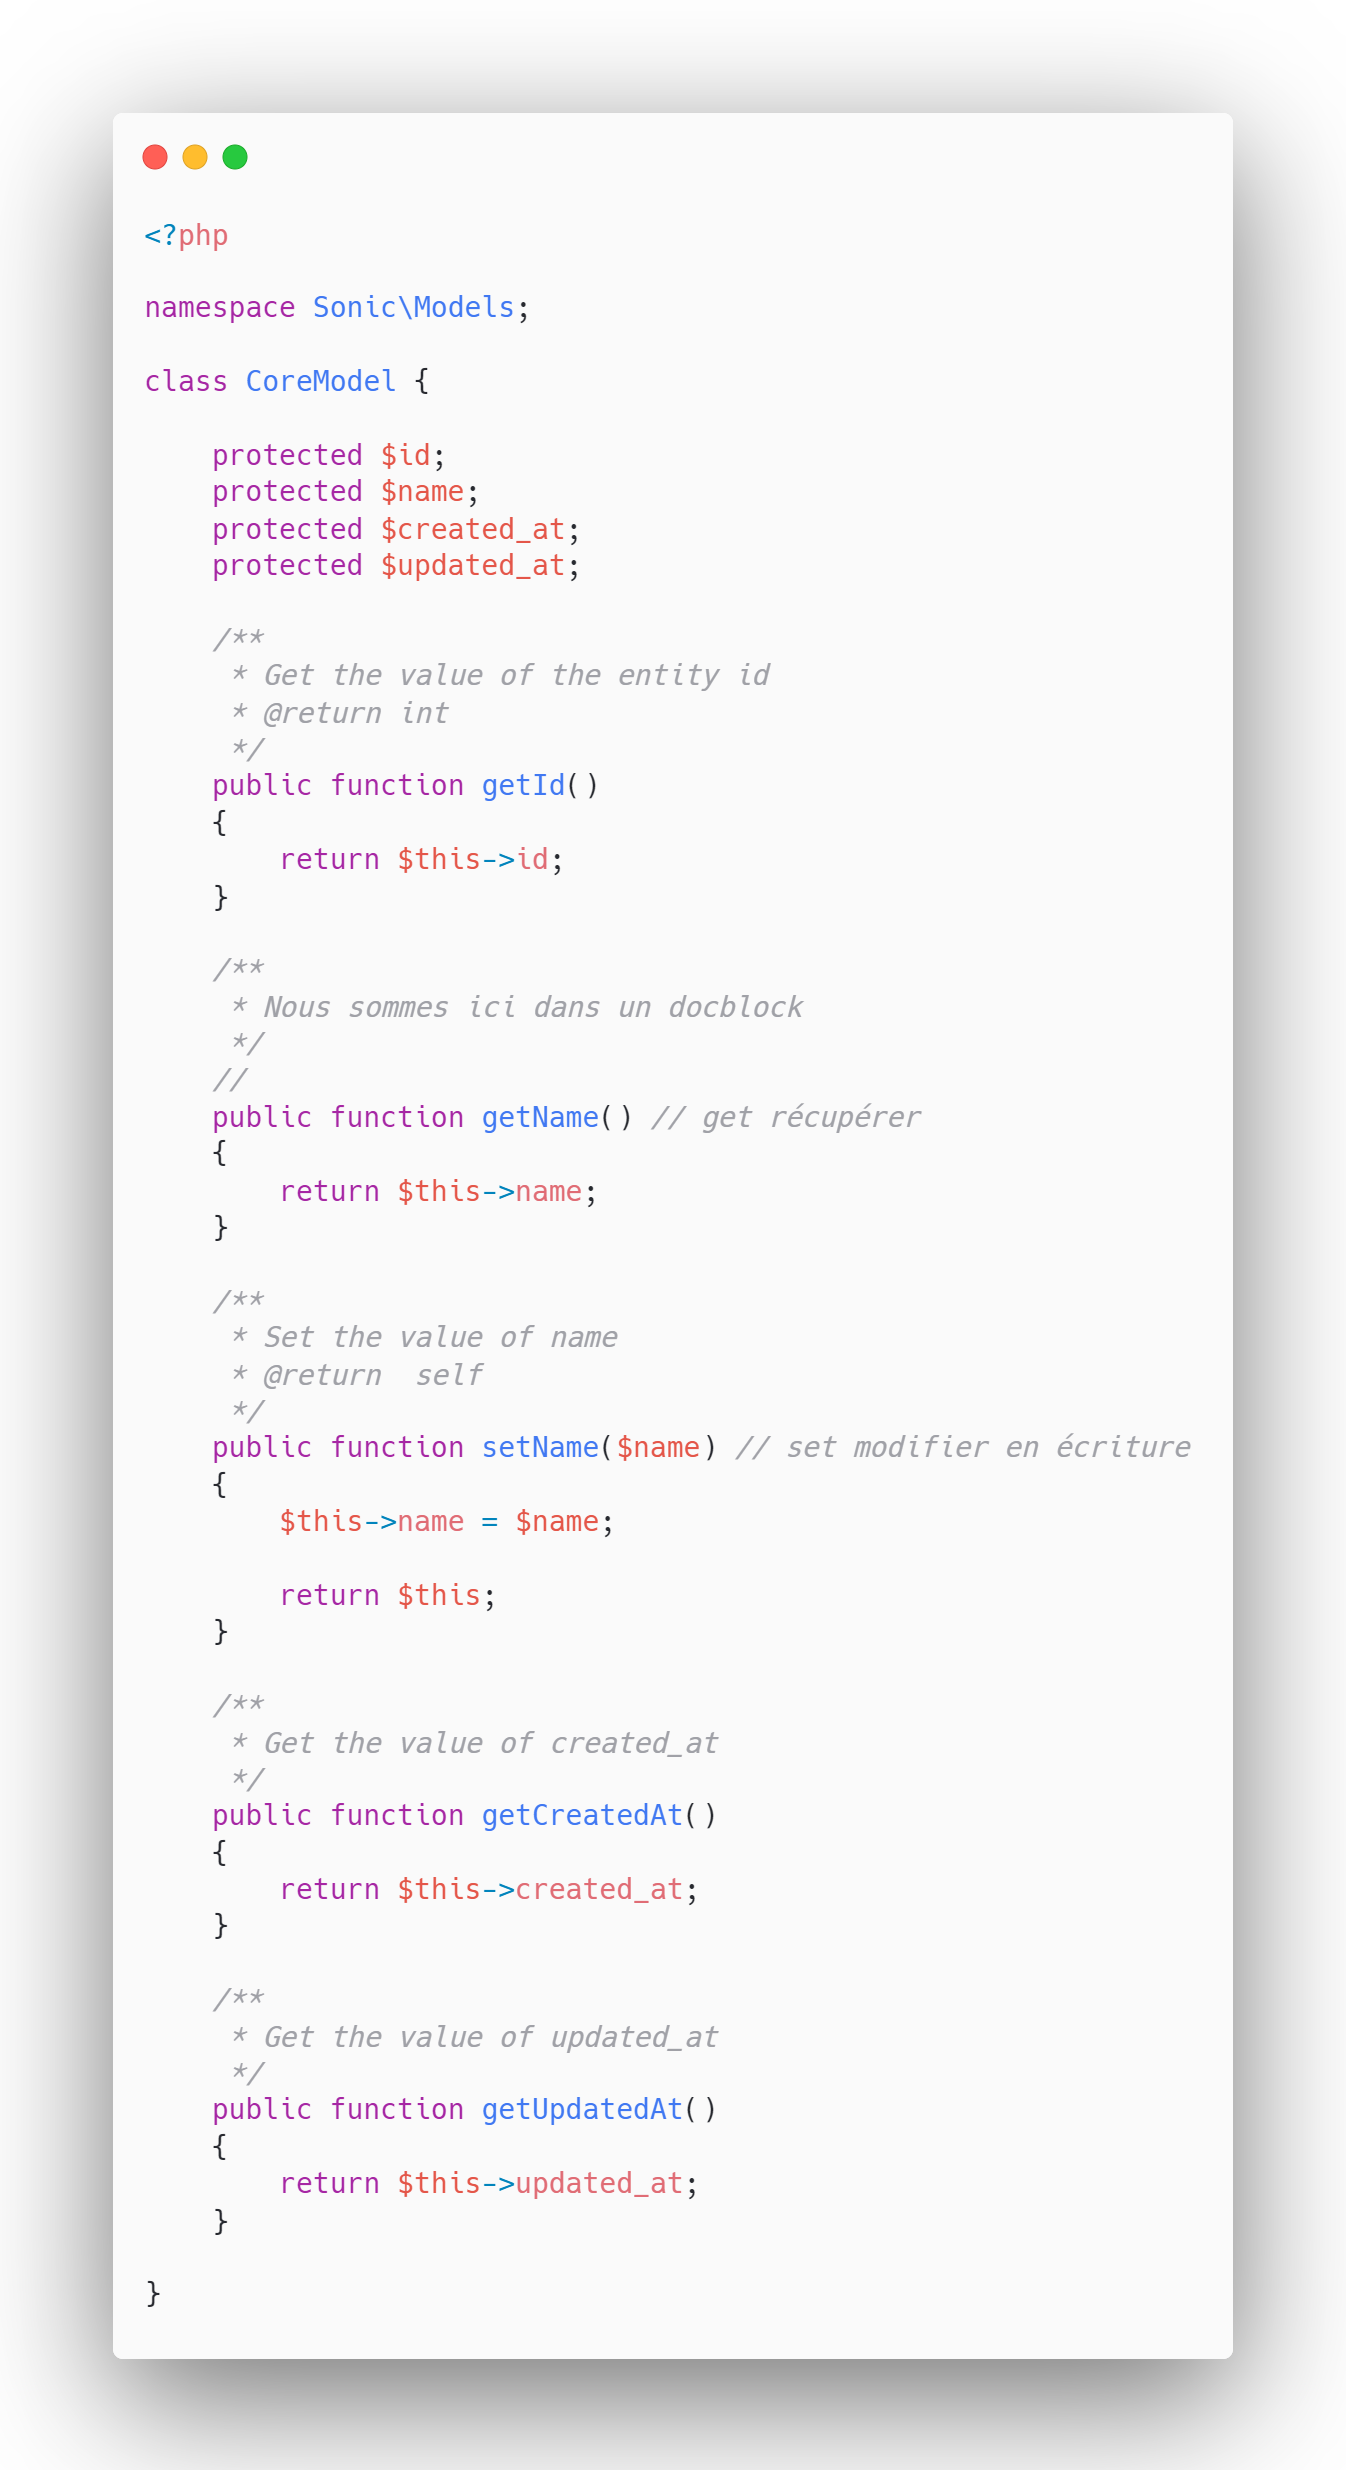 <?php
namespace Sonic\Models;
class CoreModel {
    protected $id;
    protected $name;
    protected $created_at;
    protected $updated_at;
    /**
     * Get the value of the entity id
     * @return int
     */
    public function getId()
    {
        return $this->id;
    }
    /**
     * Nous sommes ici dans un docblock
     */
    //
    public function getName() // get récupérer
    {
        return $this->name;
    }
    /**
     * Set the value of name
     * @return  self
     */
    public function setName($name) // set modifier en écriture
    {
        $this->name = $name;
        return $this;
    }
    /**
     * Get the value of created_at
     */
    public function getCreatedAt()
    {
        return $this->created_at;
    }
    /**
     * Get the value of updated_at
     */
    public function getUpdatedAt()
    {
        return $this->updated_at;
    }
}